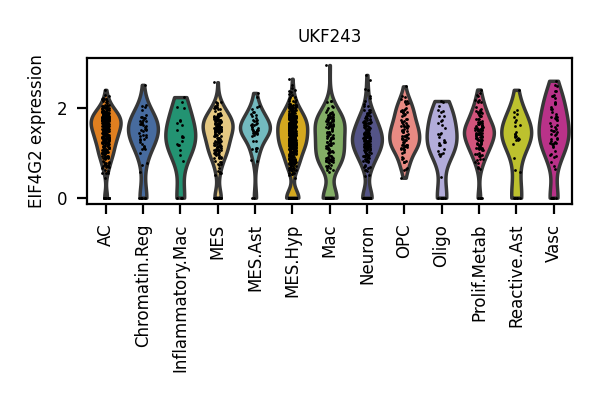 UKF243
EIF4G2 expression
2
0
AC
Chromatin.Reg
Inflammatory.Mac
MES
MES.Ast
MES.Hyp
Mac
Neuron
OPC
Oligo
Prolif.Metab
Reactive.Ast
Vasc